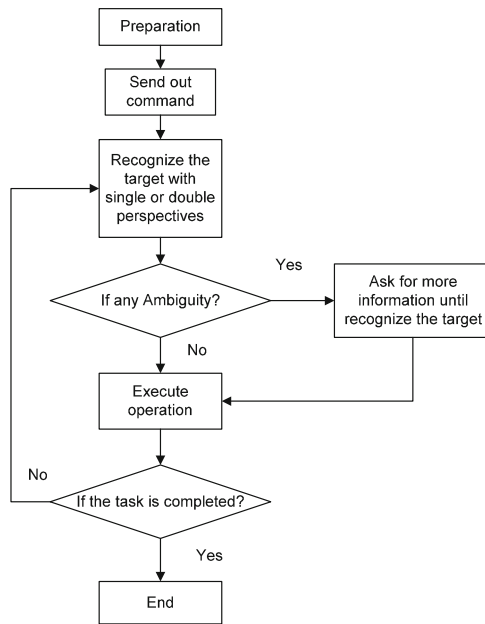 Preparation
Send out
command
Recognize the
target with
single or double
perspectives
If any Ambiguity?
Yes
Ask for more
information until
recognize the target
No
Execute
operation
If the task is completed?
No
Yes
End